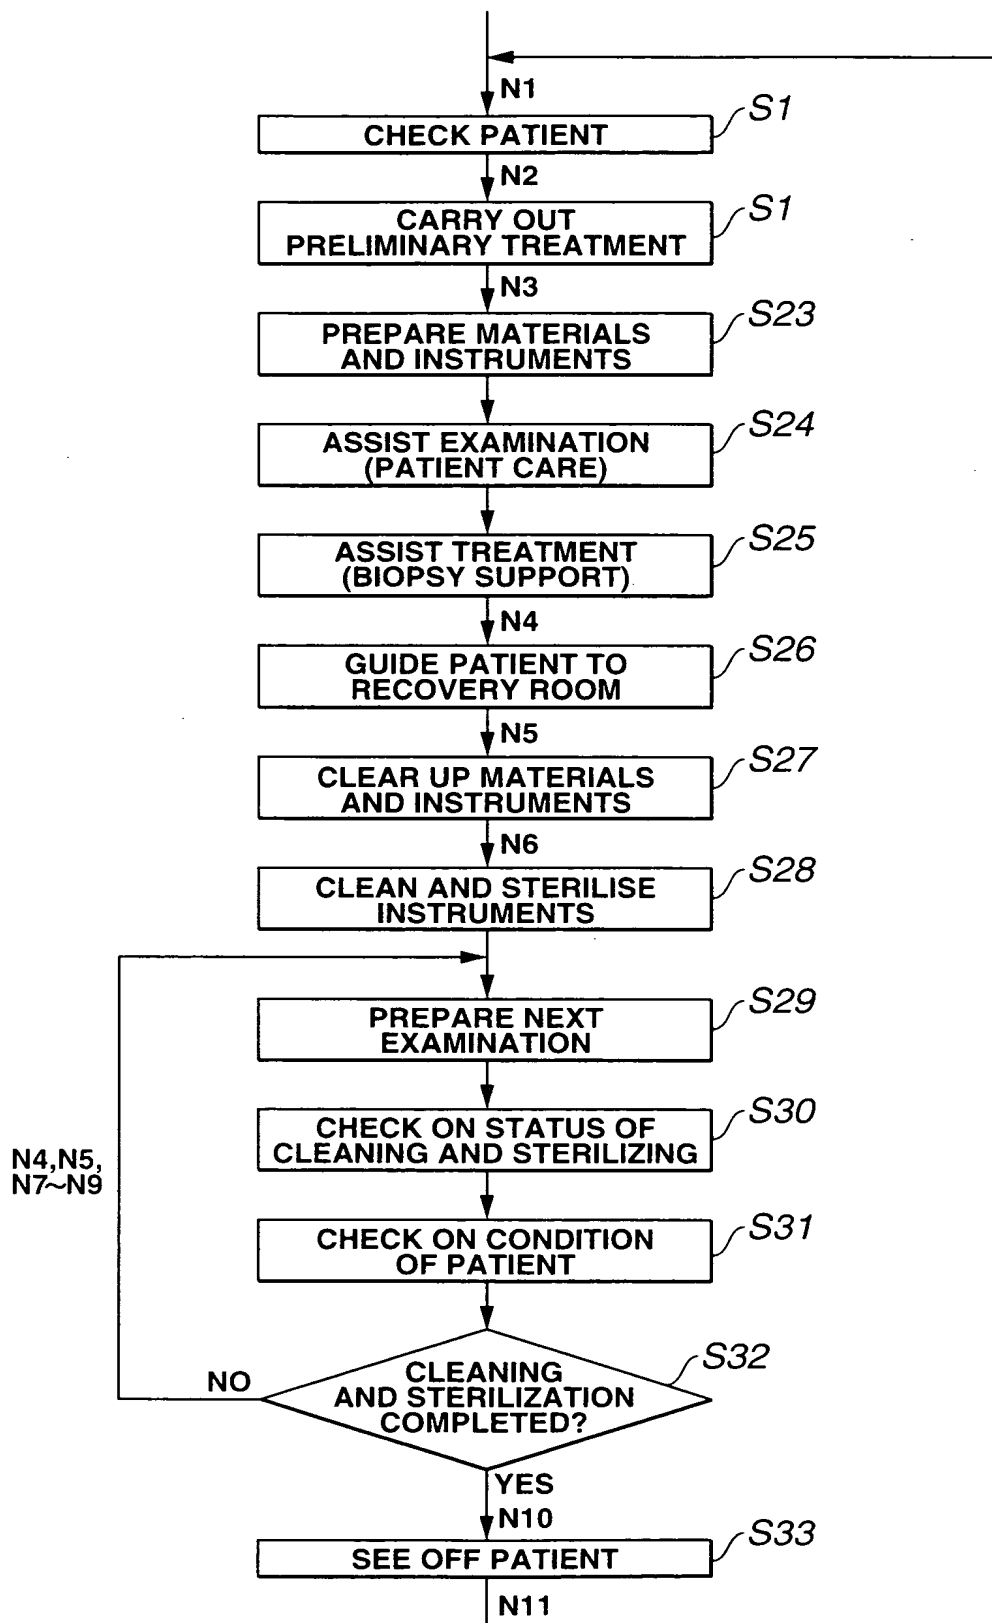 N1
S1
CHECK PATIENT
N2
S1
CARRY OUT
PRELIMINARY TREATMENT
N3
S23
PREPARE MATERIALS
AND INSTRUMENTS
S24
ASSIST EXAMINATION
(PATIENT CARE)
S25
ASSIST TREATMENT
(BIOPSY SUPPORT)
N4
S26
GUIDE PATIENT TO
RECOVERY ROOM
N5
S27
CLEAR UP MATERIALS
AND INSTRUMENTS
N6
S28
CLEAN AND STERILISE
INSTRUMENTS
S29
PREPARE NEXT
EXAMINATION
S30
CHECK ON STATUS OF
CLEANING AND STERILIZING
N4,N5,
N7~N9
S31
CHECK ON CONDITION
OF PATIENT
S32
CLEANING
AND STERILIZATION
COMPLETED?
NO
YES
N10
S33
SEE OFF PATIENT
N11